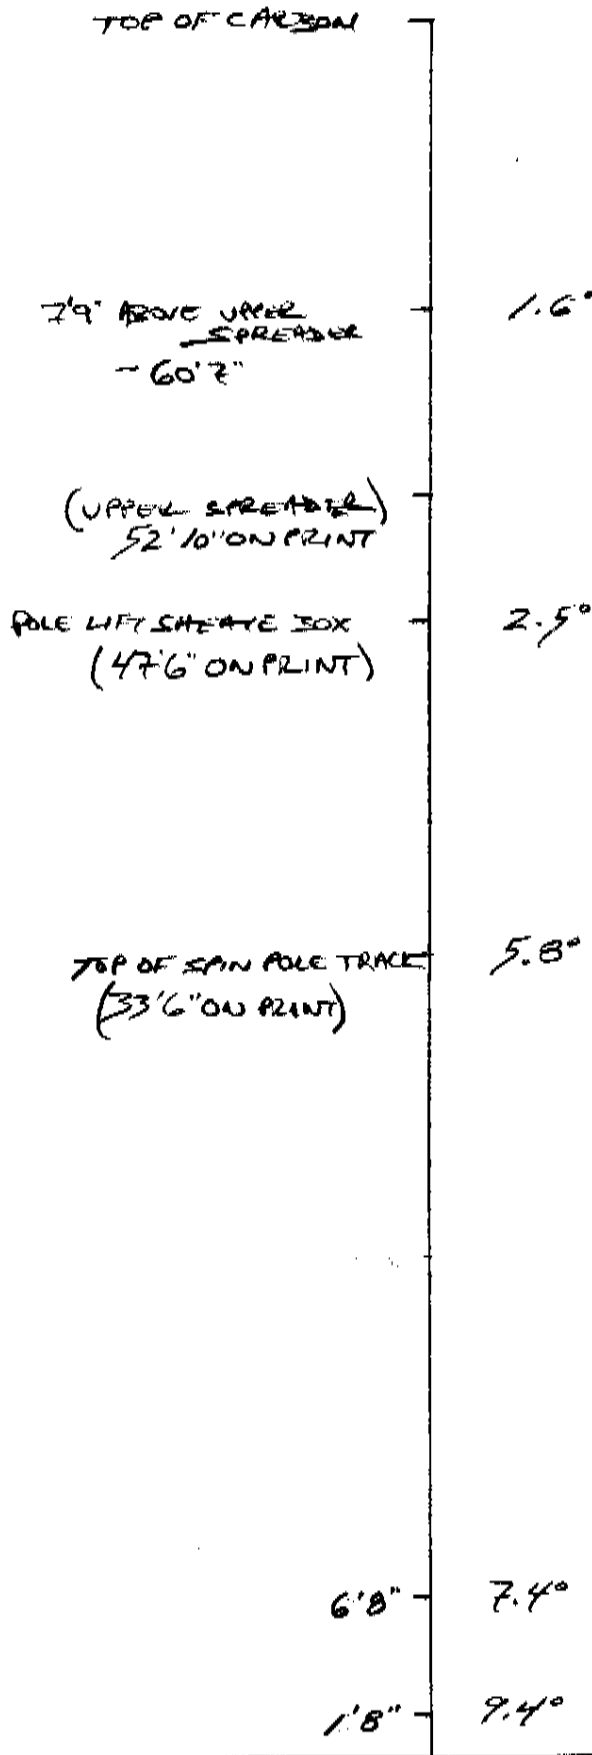 TOP OF CARBON
7'9" ABOVE UPPER
SPREADER
1.6°
~ 60'7"
(UPPER SPREADER)
52'10" ON PRINT
POLE LIFT SHEAVE BOX
2.5°
(47'6" ON PRINT)
TOP OF SPIN POLE TRACK
5.8°
(33'6" ON PRINT)
6'8"
7.4°
1'8"
9.4°